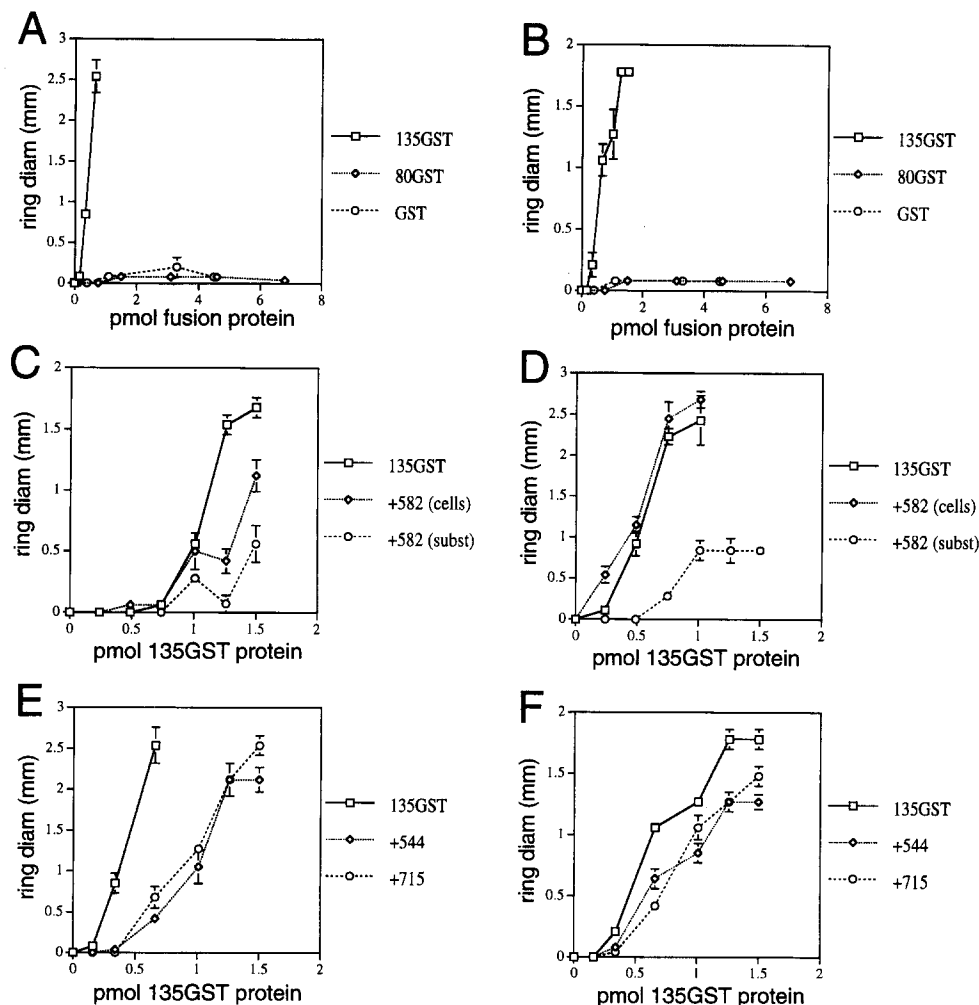 A
ring diam (mm)
3
2.5
2
1.5
1
0.5
0
0 2 4 6 8
pmol fusion protein
135GST
80GST
GST
B
ring diam (mm)
2
1.5
1
0.5
0
0 2 4 6 8
pmol fusion protein
135GST
80GST
GST
C
ring diam (mm)
2
1.5
1
0.5
0
0 0.5 1 1.5 2
pmol 135GST protein
135GST
+582 (cells)
+582 (subst)
D
ring diam (mm)
3
2.5
2
1.5
1
0.5
0
0 0.5 1 1.5 2
pmol 135GST protein
135GST
+582 (cells)
+582 (subst)
E
ring diam (mm)
3
2.5
2
1.5
1
0.5
0
0 0.5 1 1.5 2
pmol 135GST protein
135GST
+544
+715
F
ring diam (mm)
2
1.5
1
0.5
0
0 0.5 1 1.5 2
pmol 135GST protein
135GST
+544
+715